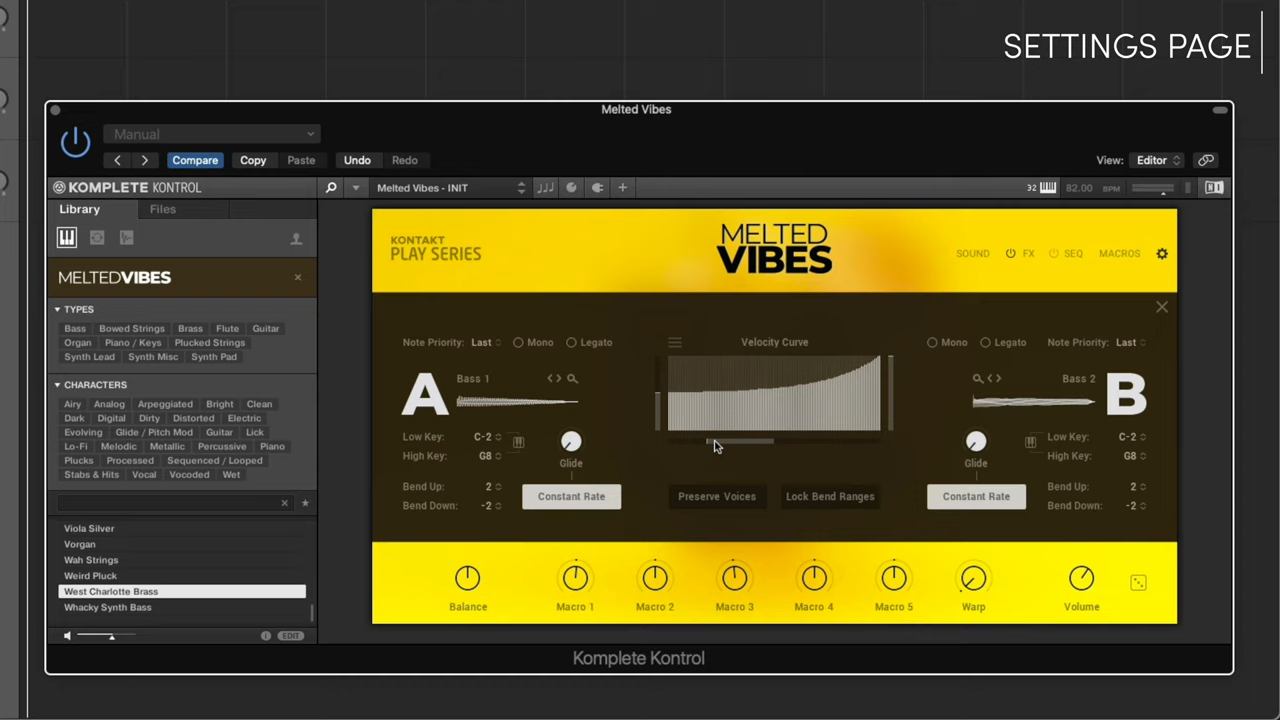 SETTINGS PAGE
Melted Vibes
Manual
Compare Copy Paste Undo Redo View: Editor
KOMPLETE KONTROL Melted Vibes - INIT 32 82.00 BPM
Library Files
MELTEDVIBES
TYPES
Bass Bowed Strings Brass Flute Guitar
Organ Piano / Keys Plucked Strings
Synth Lead Synth Misc Synth Pad
CHARACTERS
Airy Analog Arpeggiated Bright Clean
Dark Digital Dirty Distorted Electric
Evolving Glide / Pitch Mod Guitar Lick
Lo-Fi Melodic Metallic Percussive Piano
Plucks Processed Sequenced / Looped
Stabs & Hits Vocal Vocoded Wet
Viola Silver
Vorgan
Wah Strings
Weird Pluck
West Charlotte Brass
Whacky Synth Bass
EDIT
KONTAKT
PLAY SERIES
MELTED
VIBES
SOUND FX SEQ MACROS
Note Priority: Last Mono Legato
A Bass 1
Low Key: C-2
High Key: G8
Glide
Bend Up: 2
Bend Down: -2
Constant Rate
Velocity Curve
Preserve Voices Lock Bend Ranges
Mono Legato Note Priority: Last
Bass 2 B
Glide
Low Key: C-2
High Key: G8
Constant Rate
Bend Up: 2
Bend Down: -2
Balance Macro 1 Macro 2 Macro 3 Macro 4 Macro 5 Warp Volume
Komplete Kontrol